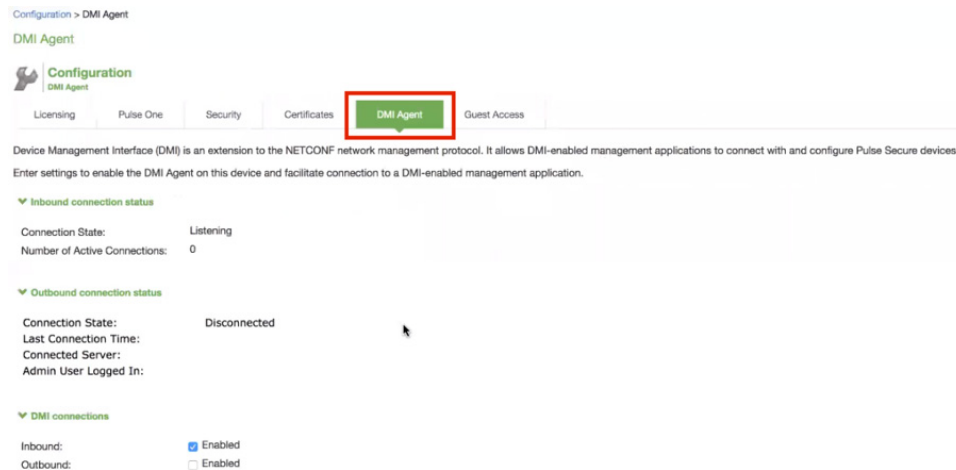 Configuration > DMI Agent
DMI Agent
Configuration
DMI Agent
Licensing Pulse One Security Certificates DMI Agent Guest Access
Device Management Interface (DMI) is an extension to the NETCONF network management protocol. It allows DMI-enabled management applications to connect with and configure Pulse Secure devices
Enter settings to enable the DMI Agent on this device and facilitate connection to a DMI-enabled management application.
Inbound connection status
Connection State: Listening
Number of Active Connections: 0
Outbound connection status
Connection State: Disconnected
Last Connection Time:
Connected Server:
Admin User Logged In:
DMI connections
Inbound: Enabled
Outbound: Enabled